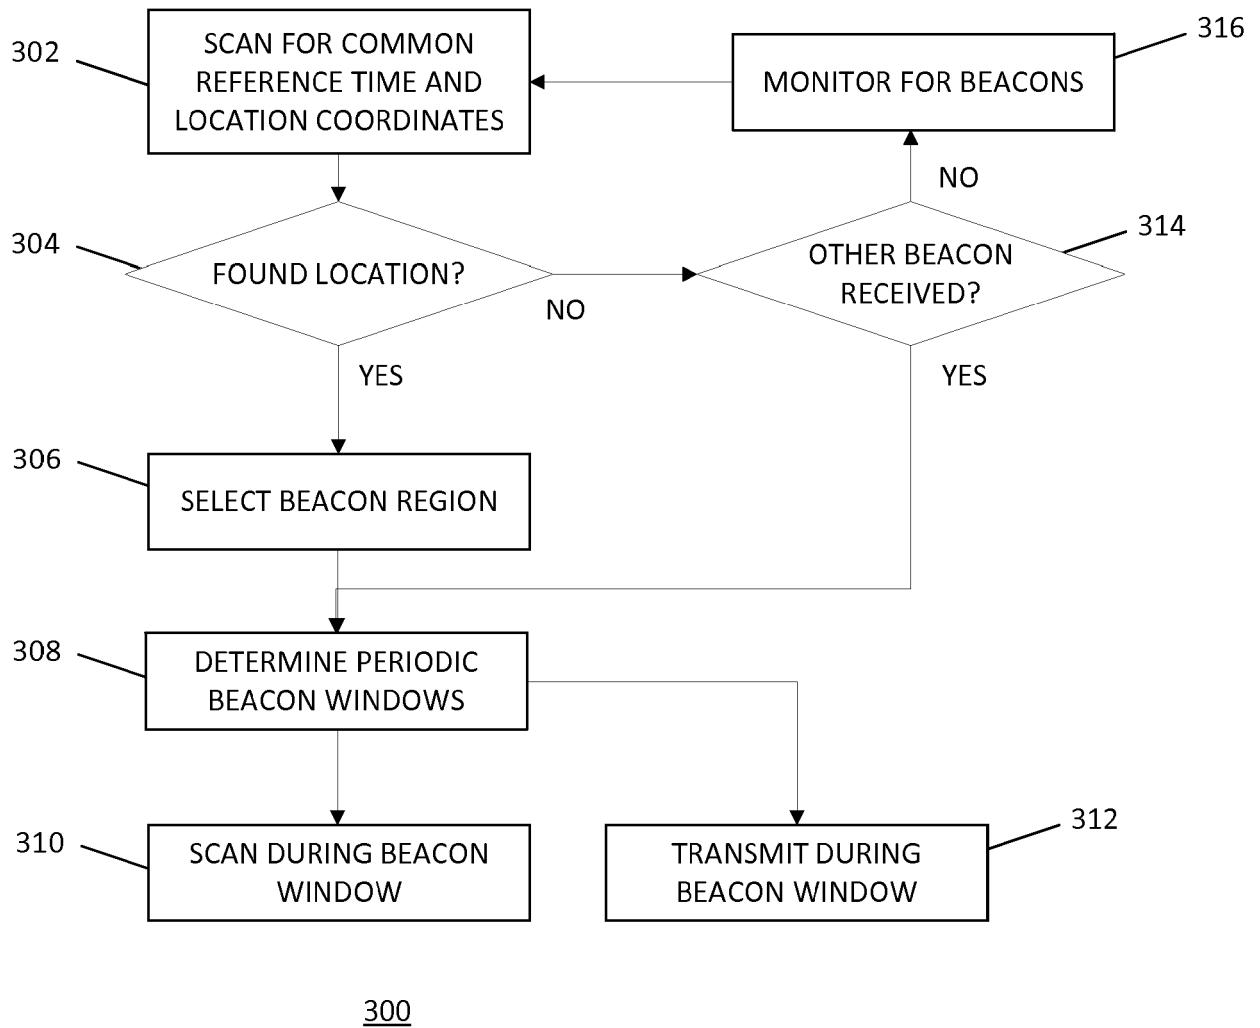 302
SCAN FOR COMMON
REFERENCE TIME AND
LOCATION COORDINATES
316
MONITOR FOR BEACONS
NO
304
FOUND LOCATION?
NO
314
OTHER BEACON
RECEIVED?
YES
YES
306
SELECT BEACON REGION
308
DETERMINE PERIODIC
BEACON WINDOWS
310
SCAN DURING BEACON
WINDOW
312
TRANSMIT DURING
BEACON WINDOW
300